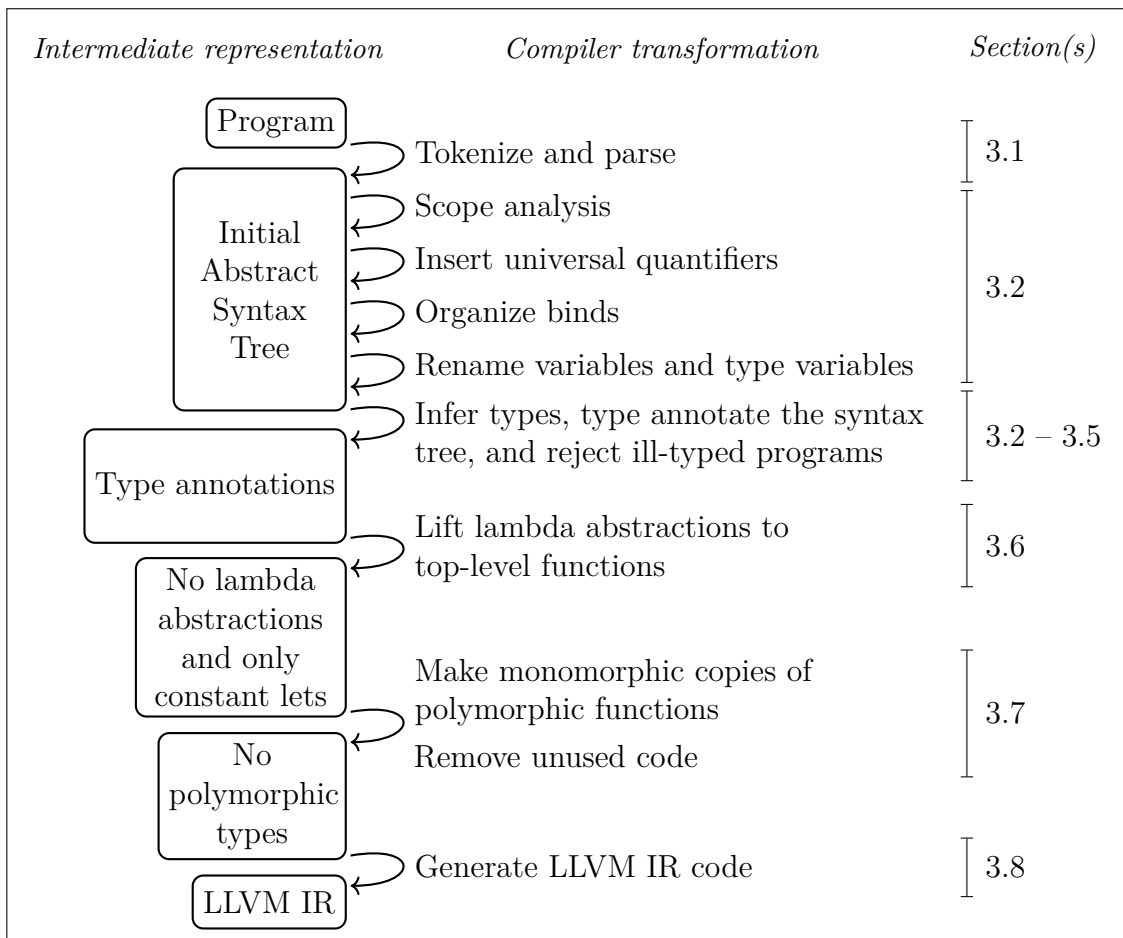 Intermediate representation Compiler transformation Section(s)
Program
Tokenize and parse
3.1
Initial
Abstract
Syntax
Tree
Scope analysis
Insert universal quantifiers
Organize binds
Rename variables and type variables
3.2
Infer types, type annotate the syntax
tree, and reject ill-typed programs
3.2 – 3.5
Type annotations
Lift lambda abstractions to
top-level functions
3.6
No lambda
abstractions
and only
constant lets
Make monomorphic copies of
polymorphic functions
Remove unused code
3.7
No
polymorphic
types
Generate LLVM IR code
3.8
LLVM IR